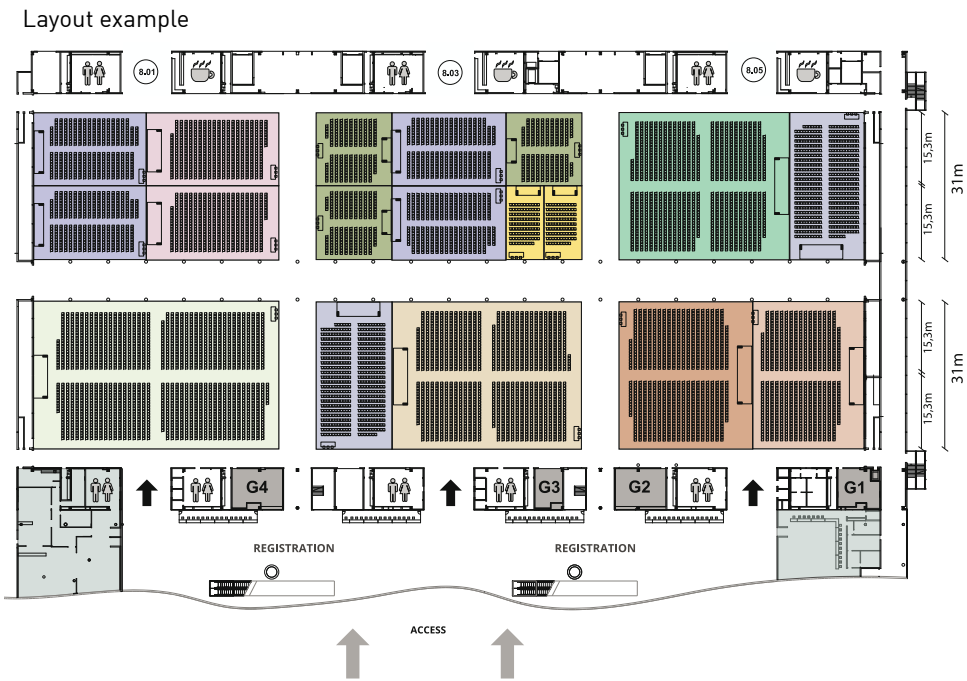 Layout example
8.01
8.03
8.05
15,3m
15,3m
31m
15,3m
15,3m
31m
G4
G3
G2
G1
REGISTRATION
REGISTRATION
ACCESS